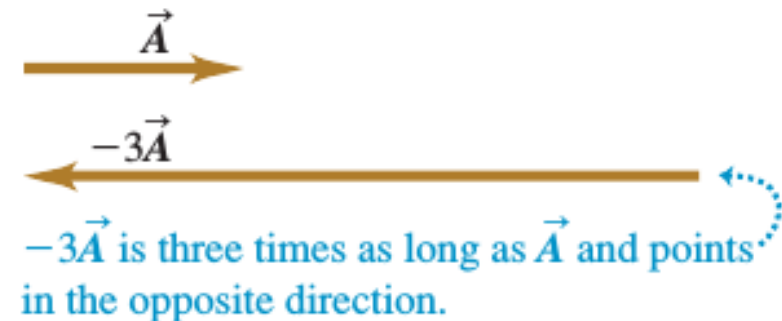 A⃗
−3A⃗
−3A⃗ is three times as long as A⃗ and points
in the opposite direction.